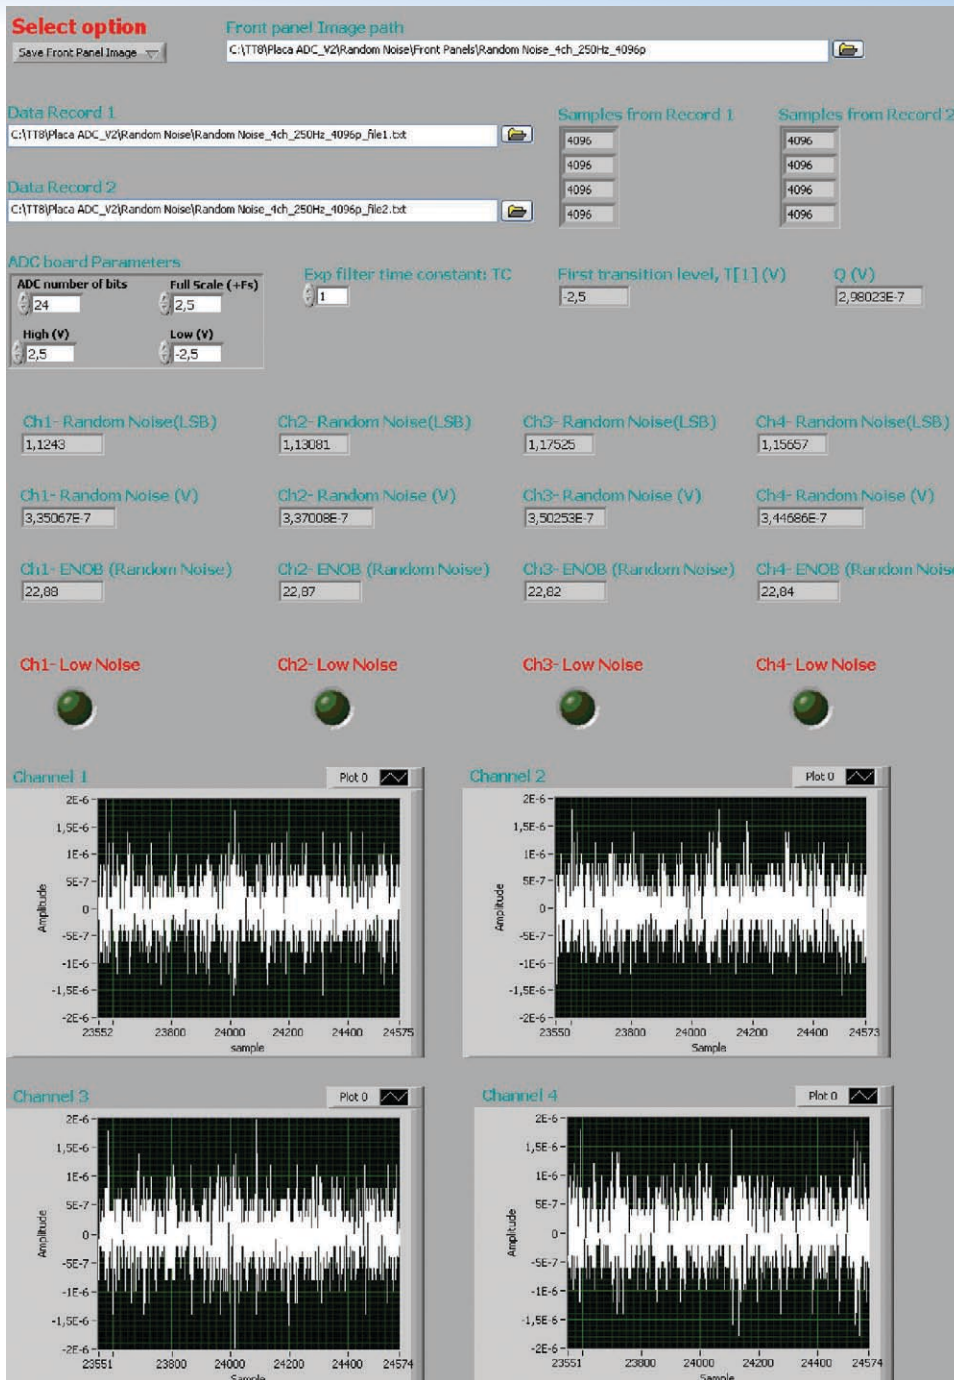 Select option
Save Front Panel Image
Front panel Image path
C:\TT8\Placa ADC_V2\Random Noise\Front Panels\Random Noise_4ch_250Hz_4096p
Data Record 1
C:\TT8\Placa ADC_V2\Random Noise\Random Noise_4ch_250Hz_4096p_file1.txt
Data Record 2
C:\TT8\Placa ADC_V2\Random Noise\Random Noise_4ch_250Hz_4096p_file2.txt
Samples from Record 1
4096
4096
4096
4096
Samples from Record 2
4096
4096
4096
4096
ADC board Parameters
ADC number of bits
24
Full Scale (+Fs)
2,5
High (V)
2,5
Low (V)
-2,5
Exp filter time constant: TC
1
First transition level, T[1] (V)
-2,5
Q (V)
2,98023E-7
Ch1- Random Noise(LSB)
1,1243
Ch2- Random Noise(LSB)
1,13081
Ch3- Random Noise(LSB)
1,17525
Ch4- Random Noise(LSB)
1,15657
Ch1- Random Noise (V)
3,35067E-7
Ch2- Random Noise (V)
3,37008E-7
Ch3- Random Noise (V)
3,50253E-7
Ch4- Random Noise (V)
3,44686E-7
Ch1- ENOB (Random Noise)
22,88
Ch2- ENOB (Random Noise)
22,87
Ch3- ENOB (Random Noise)
22,82
Ch4- ENOB (Random Noise
22,84
Ch1- Low Noise
Ch2- Low Noise
Ch3- Low Noise
Ch4- Low Noise
Channel 1
Plot 0
2E-6
1,5E-6
1E-6
5E-7
0
-5E-7
-1E-6
-1,5E-6
-2E-6
Amplitude
23552 23800 24000 24200 24400 24575
sample
Channel 2
Plot 0
2E-6
1,5E-6
1E-6
5E-7
0
-5E-7
-1E-6
-1,5E-6
-2E-6
Amplitude
23550 23800 24000 24200 24400 24573
Sample
Channel 3
Plot 0
2E-6
1,5E-6
1E-6
5E-7
0
-5E-7
-1E-6
-1,5E-6
-2E-6
Amplitude
23551 23800 24000 24200 24400 24574
Sample
Channel 4
Plot 0
2E-6
1,5E-6
1E-6
5E-7
0
-5E-7
-1E-6
-1,5E-6
-2E-6
Amplitude
23551 23800 24000 24200 24400 24574
Sample